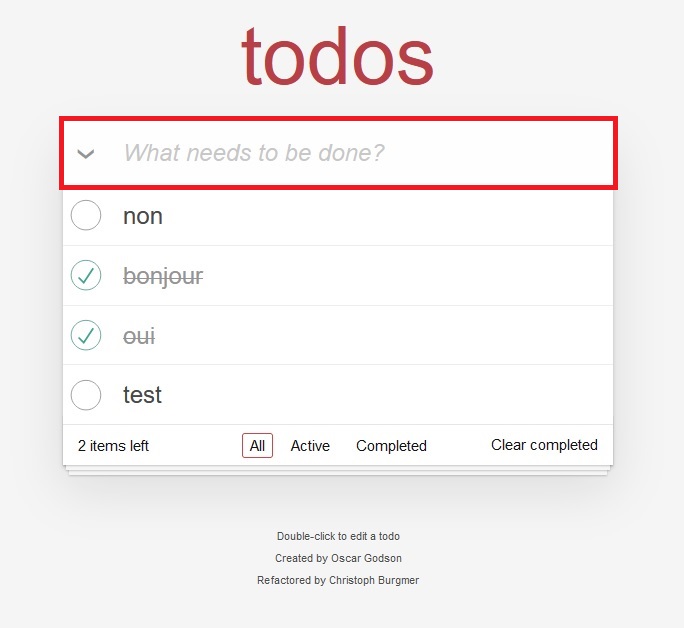 todos
What needs to be done?
non
bonjour
oui
test
2 items left All Active Completed Clear completed
Double-click to edit a todo
Created by Oscar Godson
Refactored by Christoph Burgmer